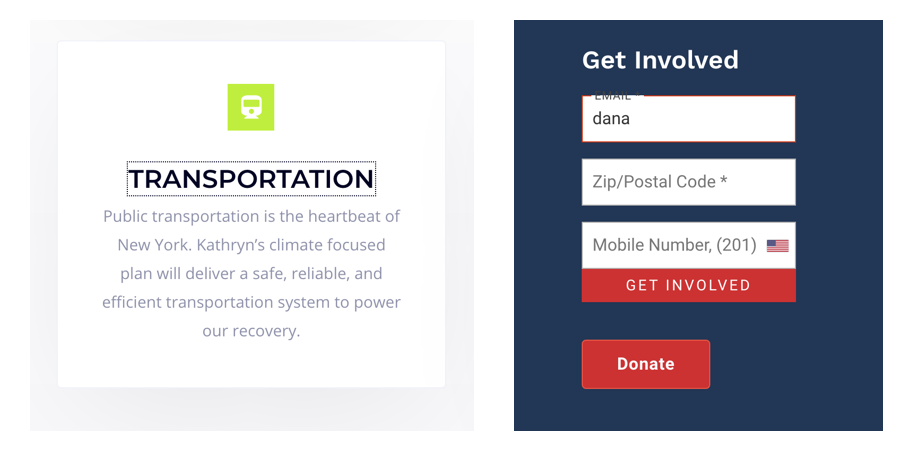 TRANSPORTATION
Public transportation is the heartbeat of
New York. Kathryn’s climate focused
plan will deliver a safe, reliable, and
efficient transportation system to power
our recovery.
Get Involved
EMAIL
dana
Zip/Postal Code *
Mobile Number, (201)
GET INVOLVED
Donate